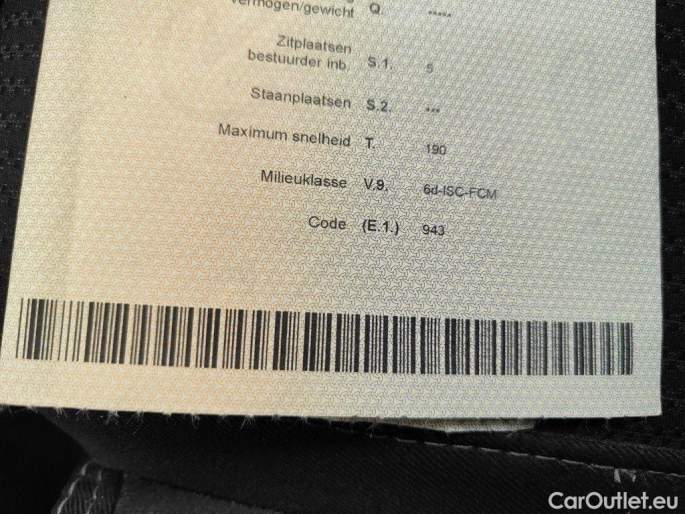 vermogen/gewicht Q. *****
Zitplaatsen
bestuurder inb. S.1. 5
Staanplaatsen S.2. ***
Maximum snelheid T. 190
Milieuklasse V.9. 6d-ISC-FCM
Code (E.1.) 943
CarOutlet.eu